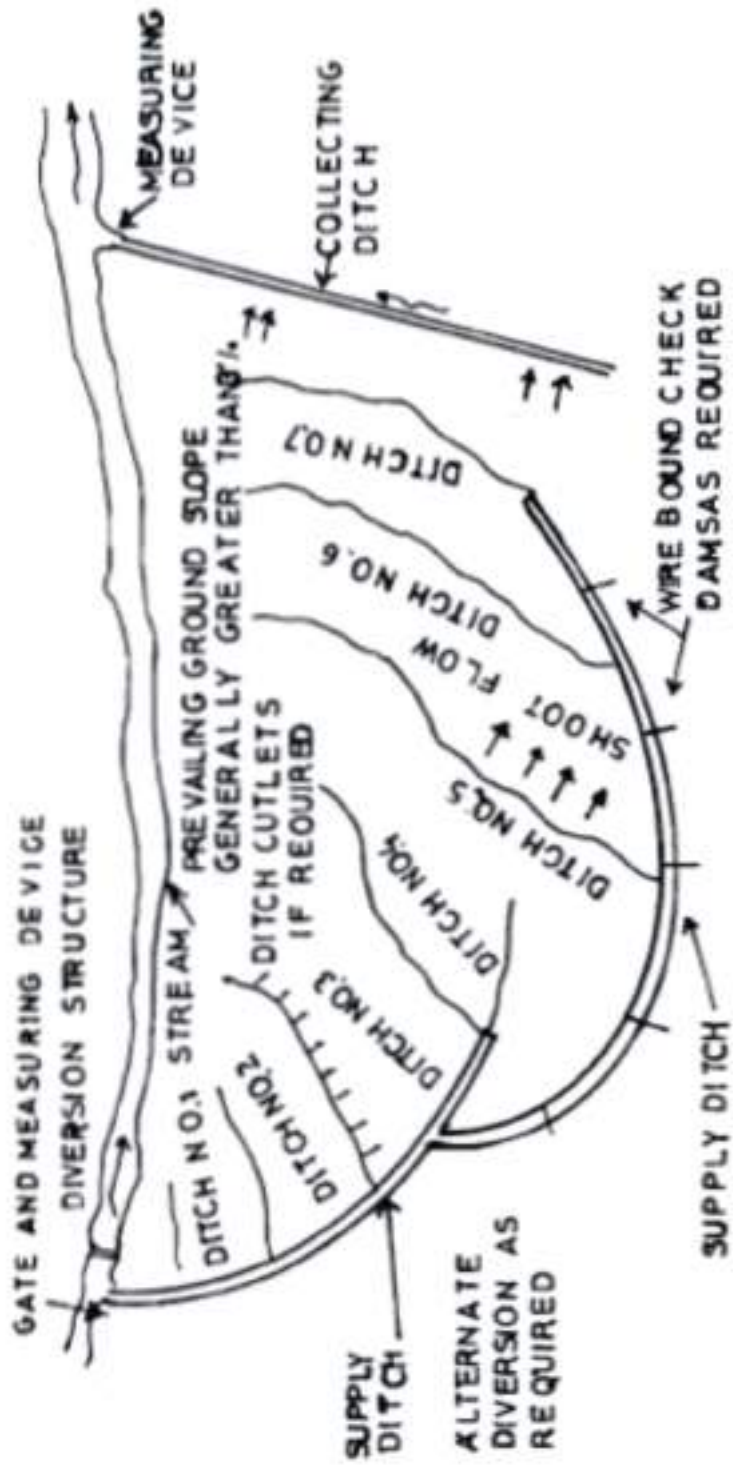 GATE AND MEASURING DEVICE
DIVERSION STRUCTURE
MEASURING
DEVICE
STREAM
PREVAILING GROUND SLOPE
GENERALLY GREATER THAN
COLLECTING
DITCH
DITCH NO.1
DITCH NO.2
DITCH NO.3
DITCH CUTLETS
IF REQUIRED
DITCH NO.4
DITCH NO.5
SHOOT FLOW
DITCH NO.6
DITCH NO.7
SUPPLY
DITCH
ALTERNATE
DIVERSION AS
REQUIRED
SUPPLY DITCH
WIRE BOUND CHECK
DAMSAS REQUIRED